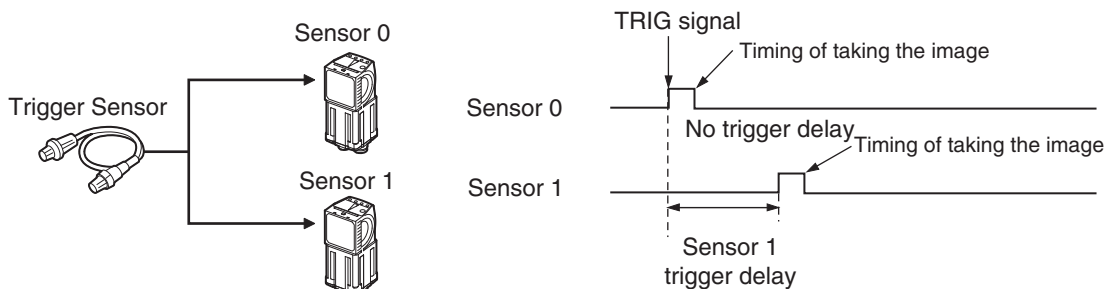 Sensor 0
Trigger Sensor
Sensor 1
TRIG signal
Timing of taking the image
Sensor 0
No trigger delay
Timing of taking the image
Sensor 1
Sensor 1
trigger delay